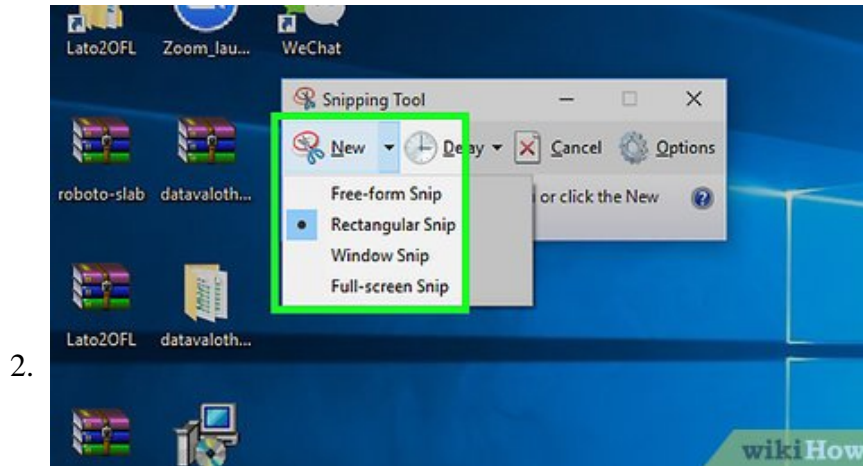 Lato2OFL Zoom_lau... WeChat
Snipping Tool
New Delay Cancel Options
roboto-slab datavaloth...
Free-form Snip
or click the New
Rectangular Snip
Window Snip
Full-screen Snip
Lato2OFL datavaloth...
2.
wikiHow